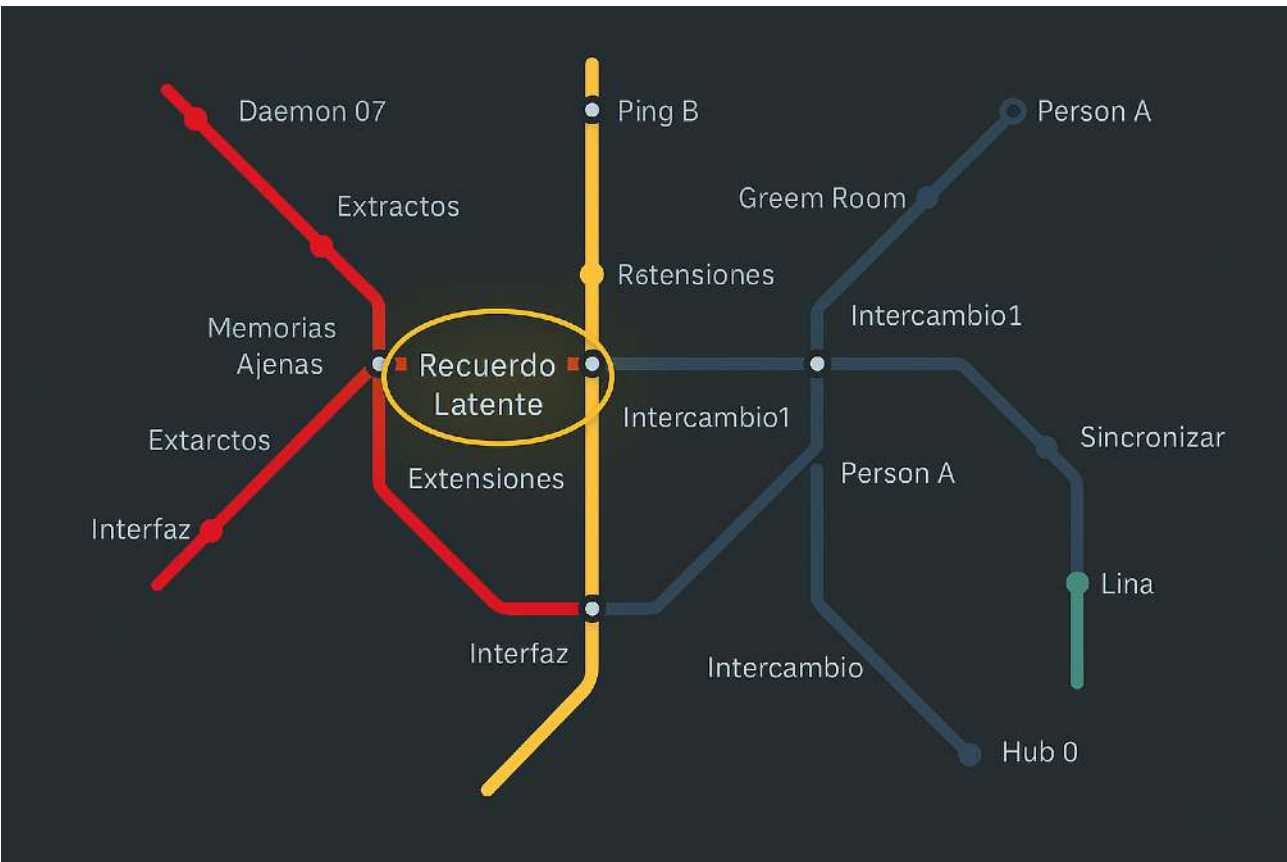 Daemon 07
Ping B
Person A
Greem Room
Extractos
R6tensiones
Intercambio1
Memorias
Ajenas
Recuerdo
Latente
Intercambio1
Extarctos
Sincronizar
Extensiones
Person A
Interfaz
Lina
Interfaz
Intercambio
Hub 0